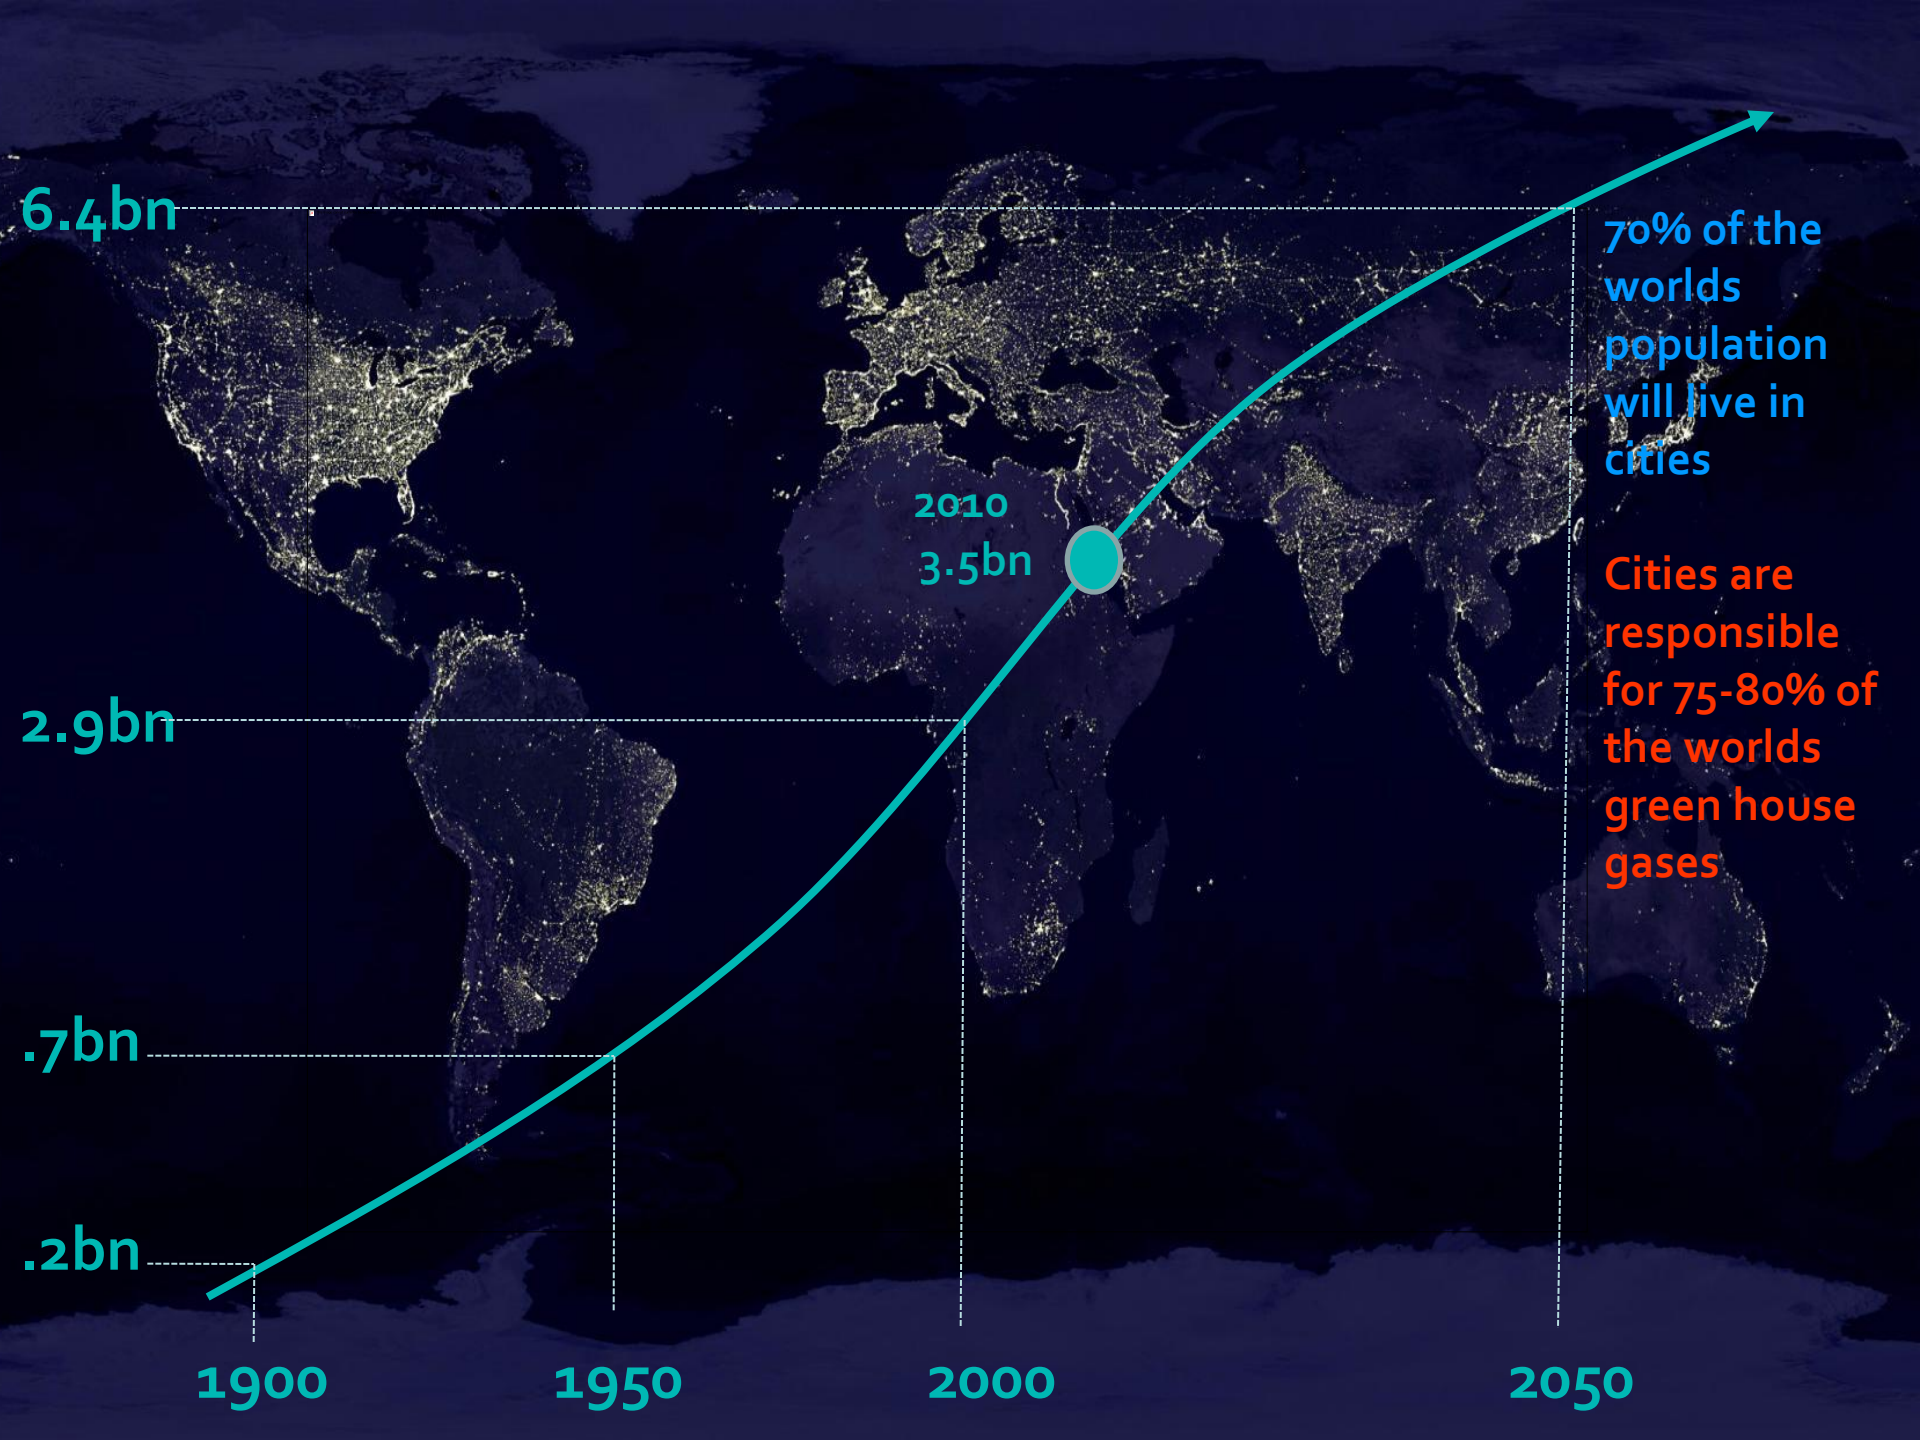 6.4bn
70% of the
worlds
population
will live in
cities
2010
3.5bn
Cities are
responsible
for 75-80% of
the worlds
green house
gases
2.9bn
.7bn
.2bn
1900 1950 2000 2050